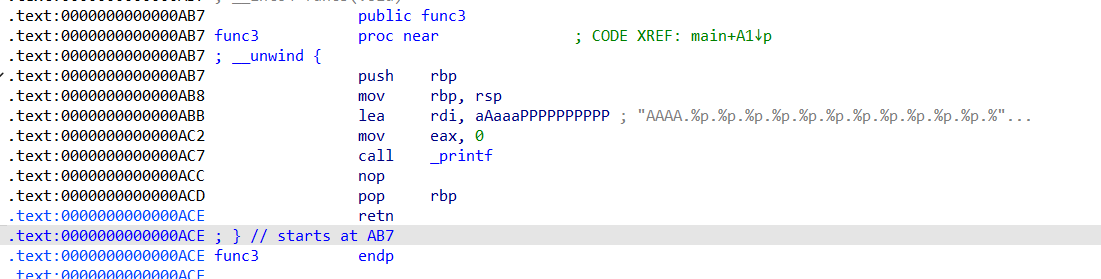 .text:0000000000000AB7 public func3
.text:0000000000000AB7 func3 proc near ; CODE XREF: main+A1↓p
.text:0000000000000AB7 ; __unwind {
.text:0000000000000AB7 push rbp
.text:0000000000000AB8 mov rbp, rsp
.text:0000000000000ABB lea rdi, aAaaaPPPPPPPPPP ; "AAAA.%p.%p.%p.%p.%p.%p.%p.%p.%p.%p.%p.%p.%"...
.text:0000000000000AC2 mov eax, 0
.text:0000000000000AC7 call _printf
.text:0000000000000ACC nop
.text:0000000000000ACD pop rbp
.text:0000000000000ACE retn
.text:0000000000000ACE ; } // starts at AB7
.text:0000000000000ACE func3 endp
.text:0000000000000ACE